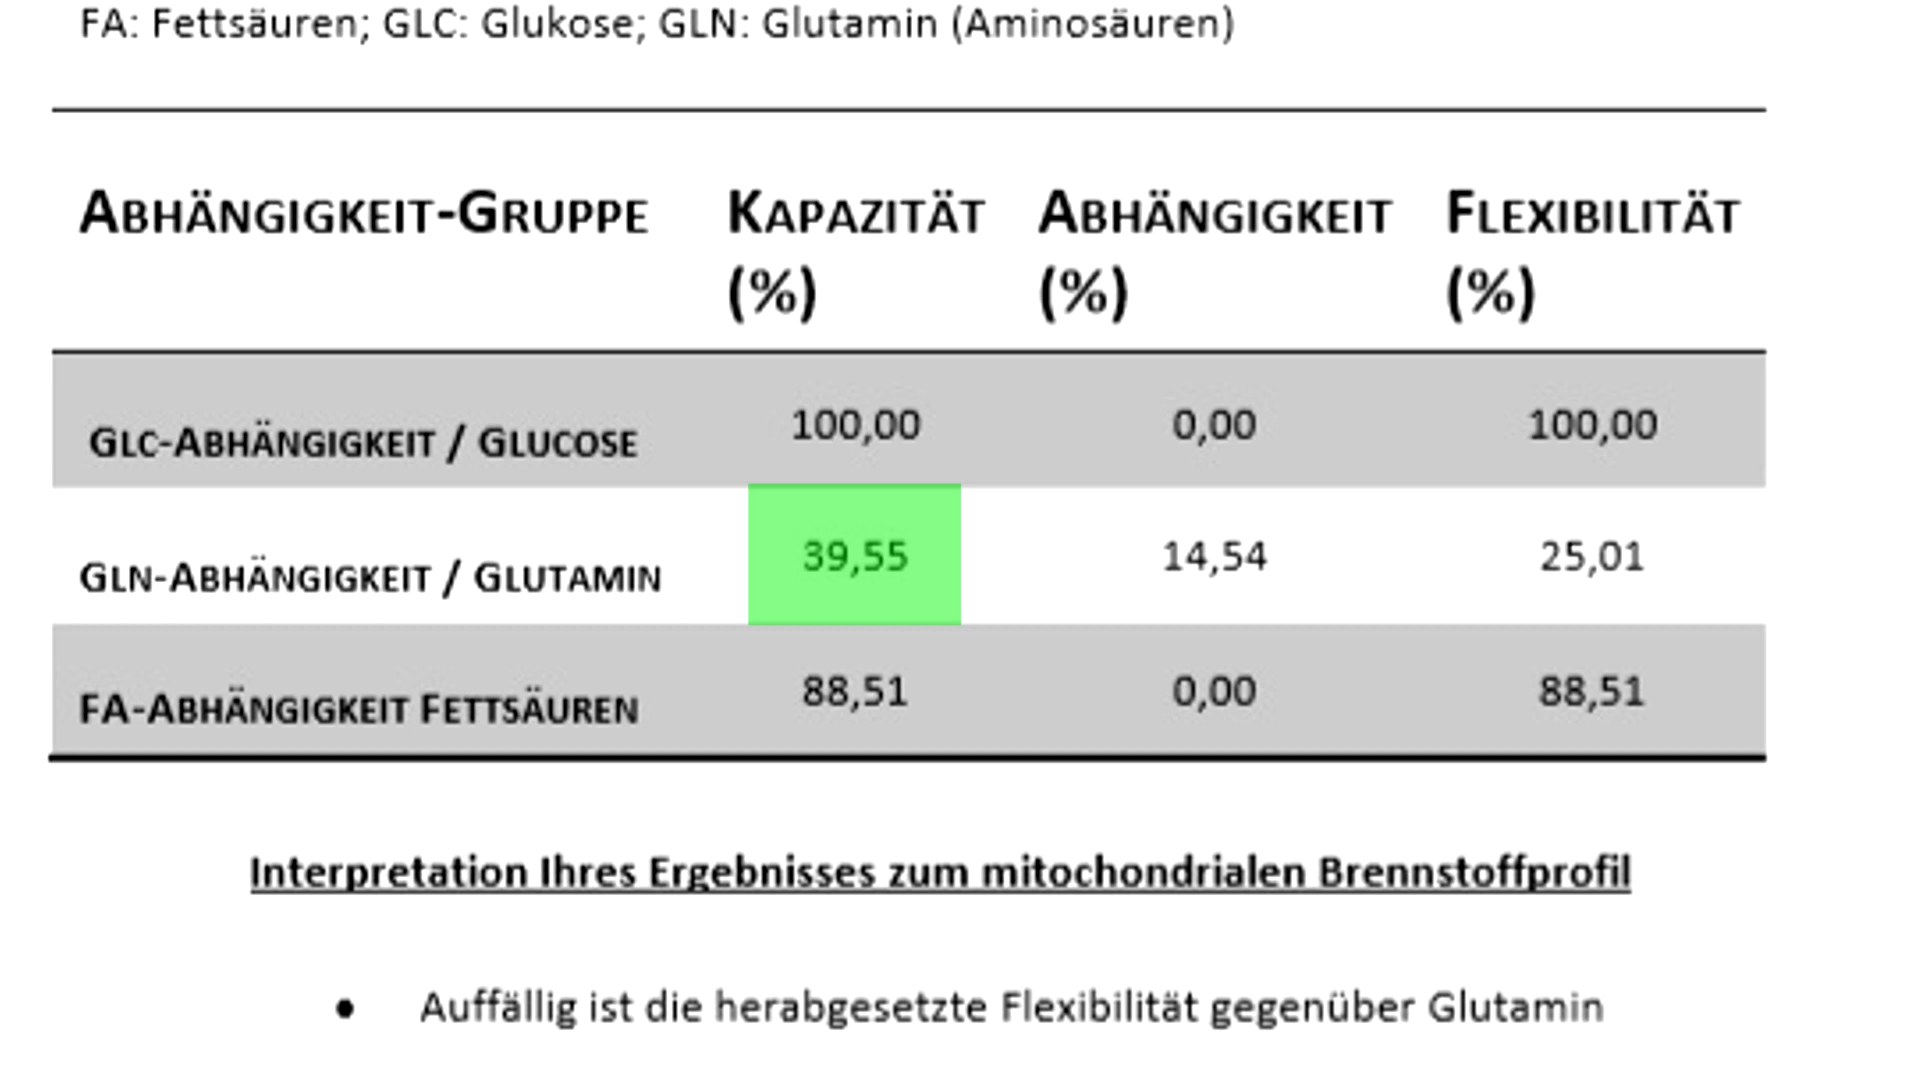 FA: Fettsäuren; GLC: Glukose; GLN: Glutamin (Aminosäuren)
ABHÄNGIGKEIT-GRUPPE KAPAZITÄT (%) ABHÄNGIGKEIT (%) FLEXIBILITÄT (%)
GLC-ABHÄNGIGKEIT / GLUCOSE 100,00 0,00 100,00
GLN-ABHÄNGIGKEIT / GLUTAMIN 39,55 14,54 25,01
FA-ABHÄNGIGKEIT FETTSÄUREN 88,51 0,00 88,51
Interpretation Ihres Ergebnisses zum mitochondrialen Brennstoffprofil
• Auffällig ist die herabgesetzte Flexibilität gegenüber Glutamin